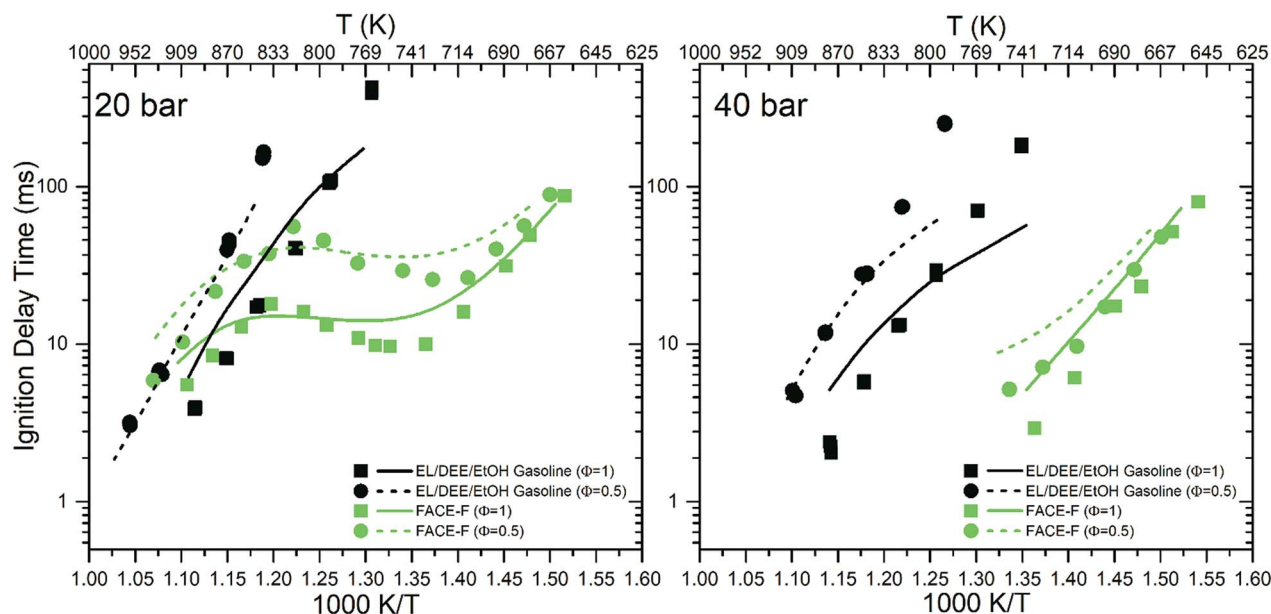 T (K)
1000 952 909 870 833 800 769 741 714 690 667 645 625
20 bar
Ignition Delay Time (ms)
100
10
1
EL/DEE/EtOH Gasoline (Φ=1)
EL/DEE/EtOH Gasoline (Φ=0.5)
FACE-F (Φ=1)
FACE-F (Φ=0.5)
1.00 1.05 1.10 1.15 1.20 1.25 1.30 1.35 1.40 1.45 1.50 1.55 1.60
1000 K/T
T (K)
1000 952 909 870 833 800 769 741 714 690 667 645 625
40 bar
100
10
1
EL/DEE/EtOH Gasoline (Φ=1)
EL/DEE/EtOH Gasoline (Φ=0.5)
FACE-F (Φ=1)
FACE-F (Φ=0.5)
1.00 1.05 1.10 1.15 1.20 1.25 1.30 1.35 1.40 1.45 1.50 1.55 1.60
1000 K/T